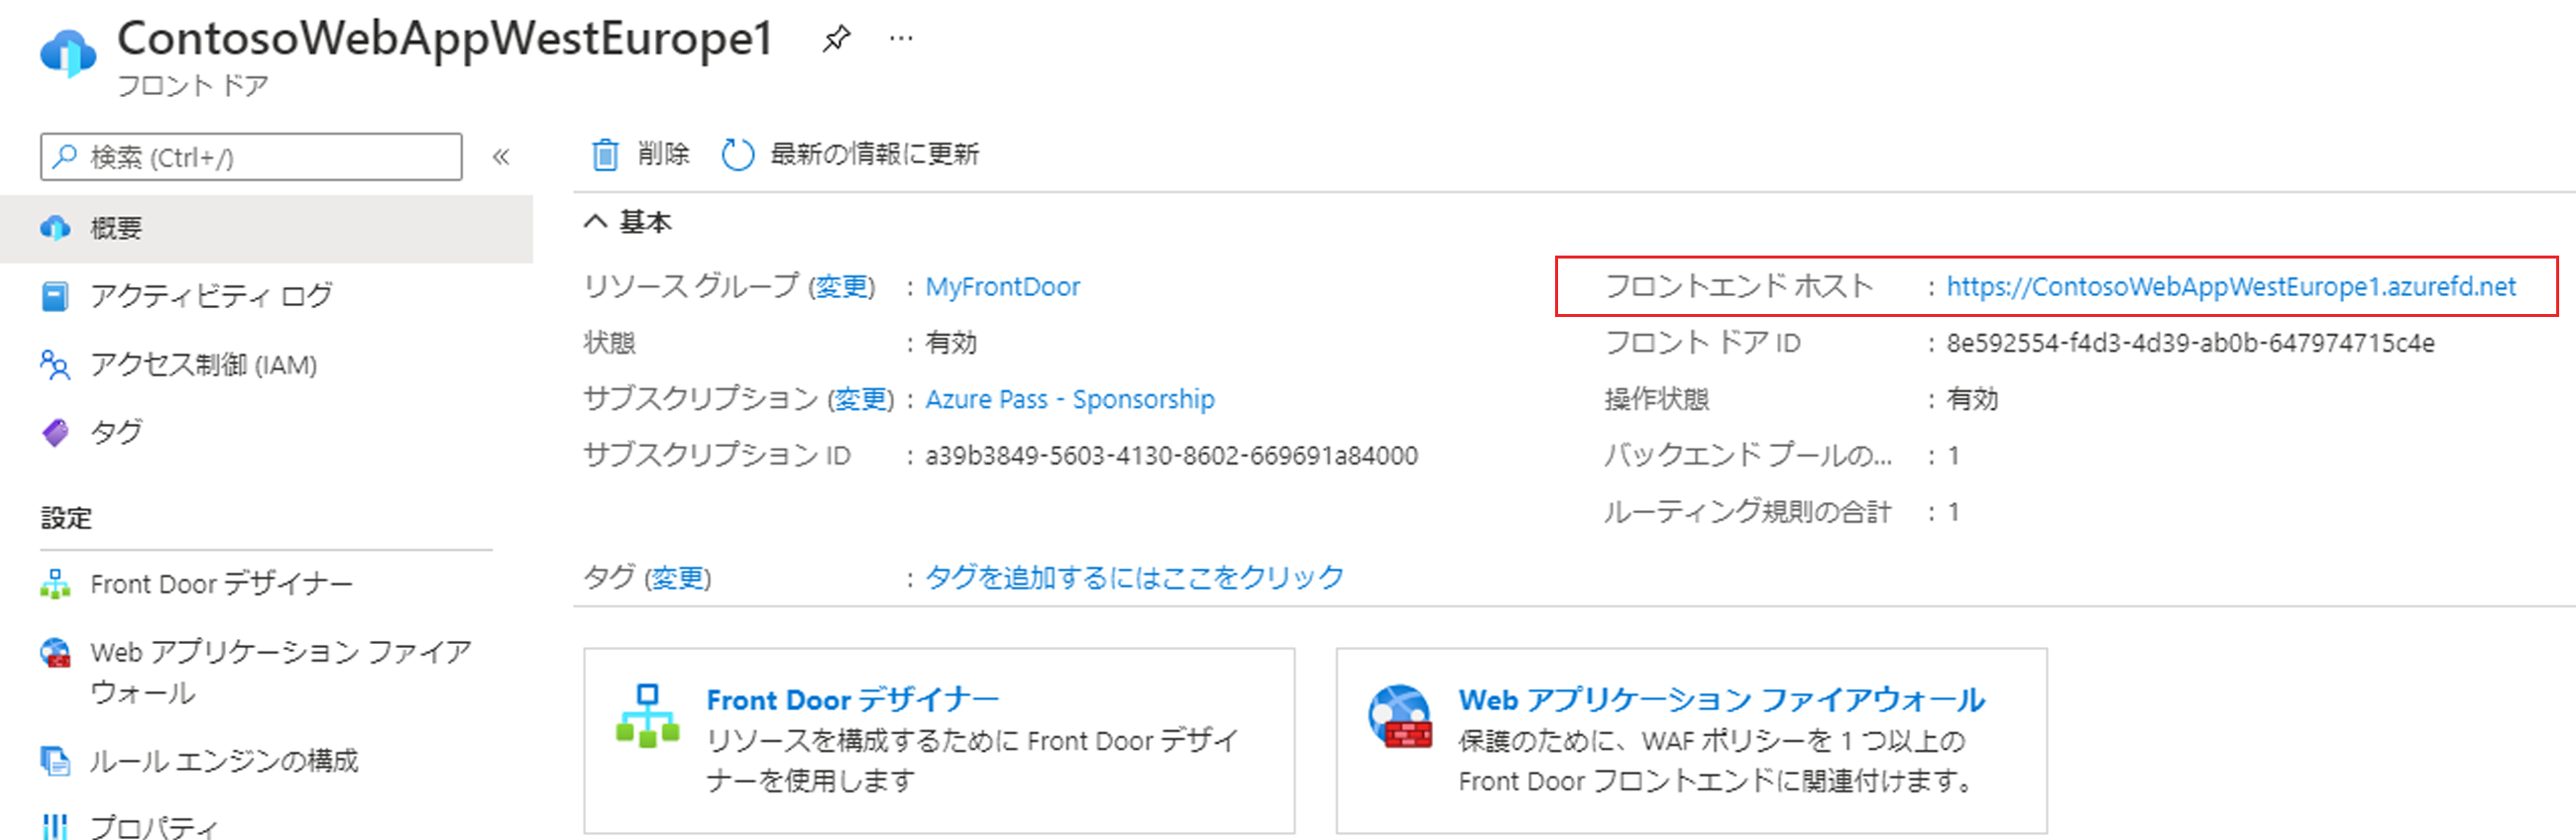 ContosoWebAppWestEurope1
フロント ドア
検索 (Ctrl+/)
概要
アクティビティ ログ
アクセス制御 (IAM)
タグ
設定
Front Door デザイナー
Web アプリケーション ファイア
ウォール
ルール エンジンの構成
プロパティ
削除 最新の情報に更新
基本
リソース グループ (変更) : MyFrontDoor
状態 : 有効
サブスクリプション (変更) : Azure Pass - Sponsorship
サブスクリプション ID : a39b3849-5603-4130-8602-669691a84000
フロントエンド ホスト : https://ContosoWebAppWestEurope1.azurefd.net
フロント ドア ID : 8e592554-f4d3-4d39-ab0b-647974715c4e
操作状態 : 有効
バックエンド プールの... : 1
ルーティング規則の合計 : 1
タグ (変更) : タグを追加するにはここをクリック
Front Door デザイナー
リソースを構成するために Front Door デザイ
ナーを使用します
Web アプリケーション ファイアウォール
保護のために、WAF ポリシーを 1 つ以上の
Front Door フロントエンドに関連付けます。